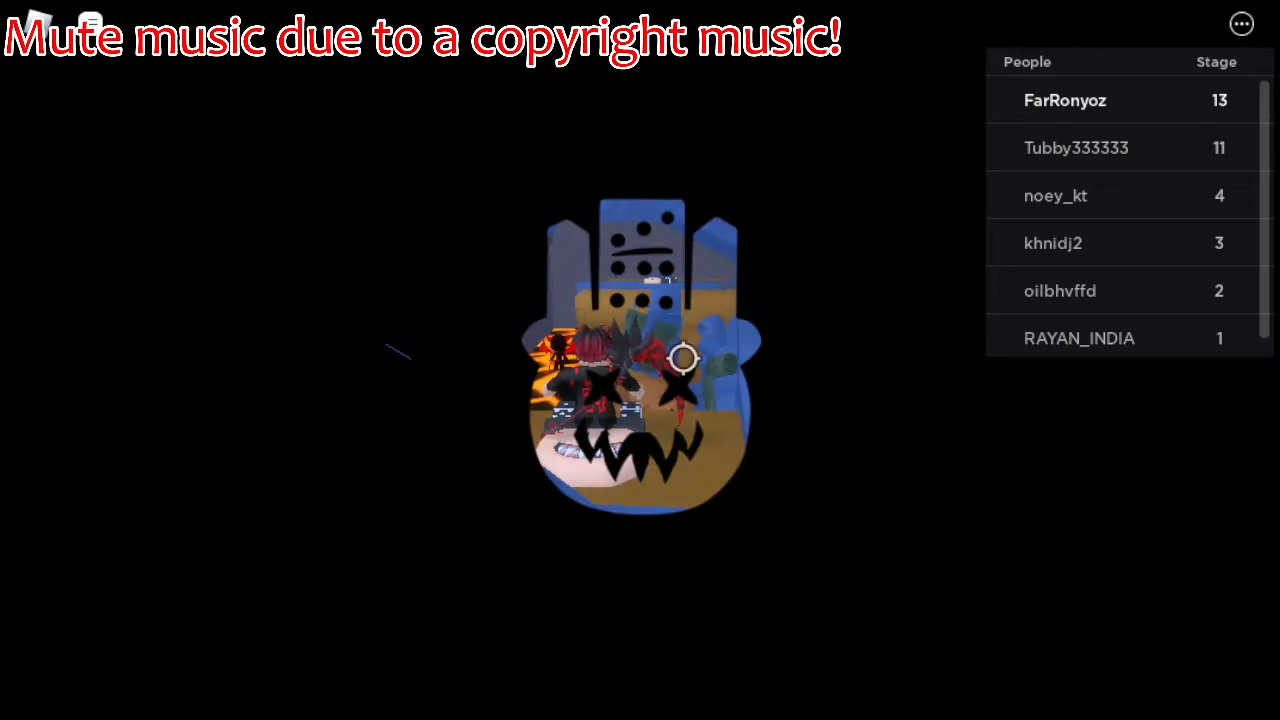 Mute music due to a copyright music!
People Stage
FarRonyoz 13
Tubby333333 11
noey_kt 4
khnidj2 3
oilbhvffd 2
RAYAN_INDIA 1